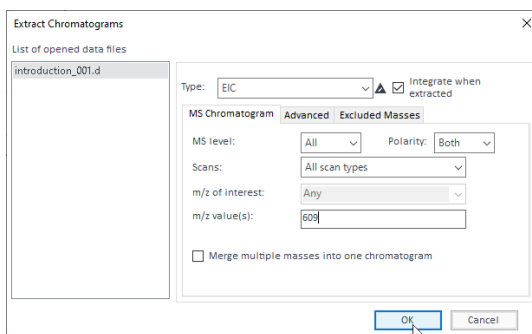 Extract Chromatograms
List of opened data files
introduction_001.d
Type: EIC
Integrate when
extracted
MS Chromatogram Advanced Excluded Masses
MS level: All Polarity: Both
Scans: All scan types
m/z of interest: Any
m/z value(s): 609
Merge multiple masses into one chromatogram
OK Cancel